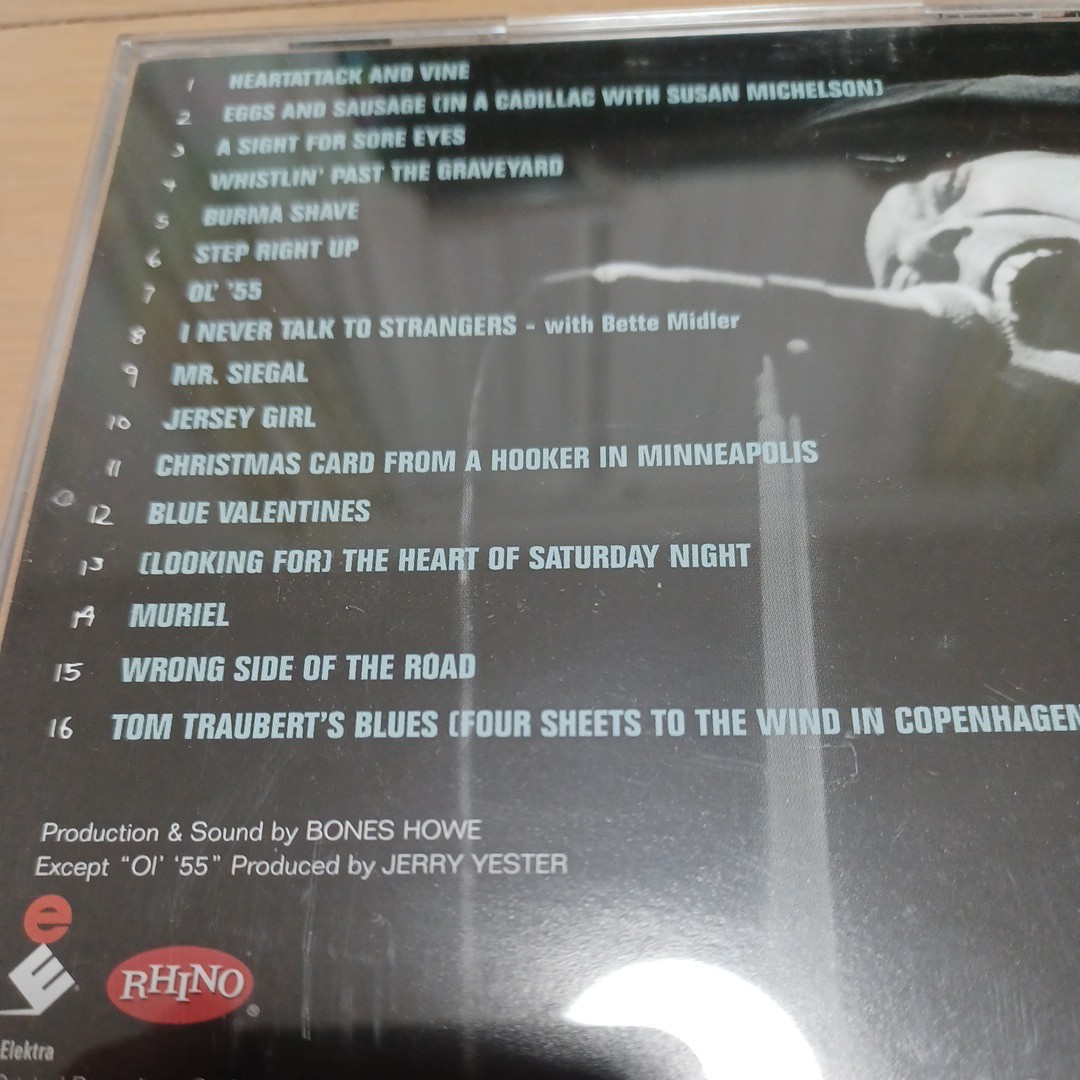 1 HEARTATTACK AND VINE
2 EGGS AND SAUSAGE (IN A CADILLAC WITH SUSAN MICHELSON)
3 A SIGHT FOR SORE EYES
4 WHISTLIN' PAST THE GRAVEYARD
5 BURMA SHAVE
6 STEP RIGHT UP
7 OL' '55
8 I NEVER TALK TO STRANGERS - with Bette Midler
9 MR. SIEGAL
10 JERSEY GIRL
11 CHRISTMAS CARD FROM A HOOKER IN MINNEAPOLIS
12 BLUE VALENTINES
13 (LOOKING FOR) THE HEART OF SATURDAY NIGHT
14 MURIEL
15 WRONG SIDE OF THE ROAD
16 TOM TRAUBERT'S BLUES (FOUR SHEETS TO THE WIND IN COPENHAGEN
Production & Sound by BONES HOWE
Except "Ol' '55" Produced by JERRY YESTER
e
E
RHINO®
Elektra